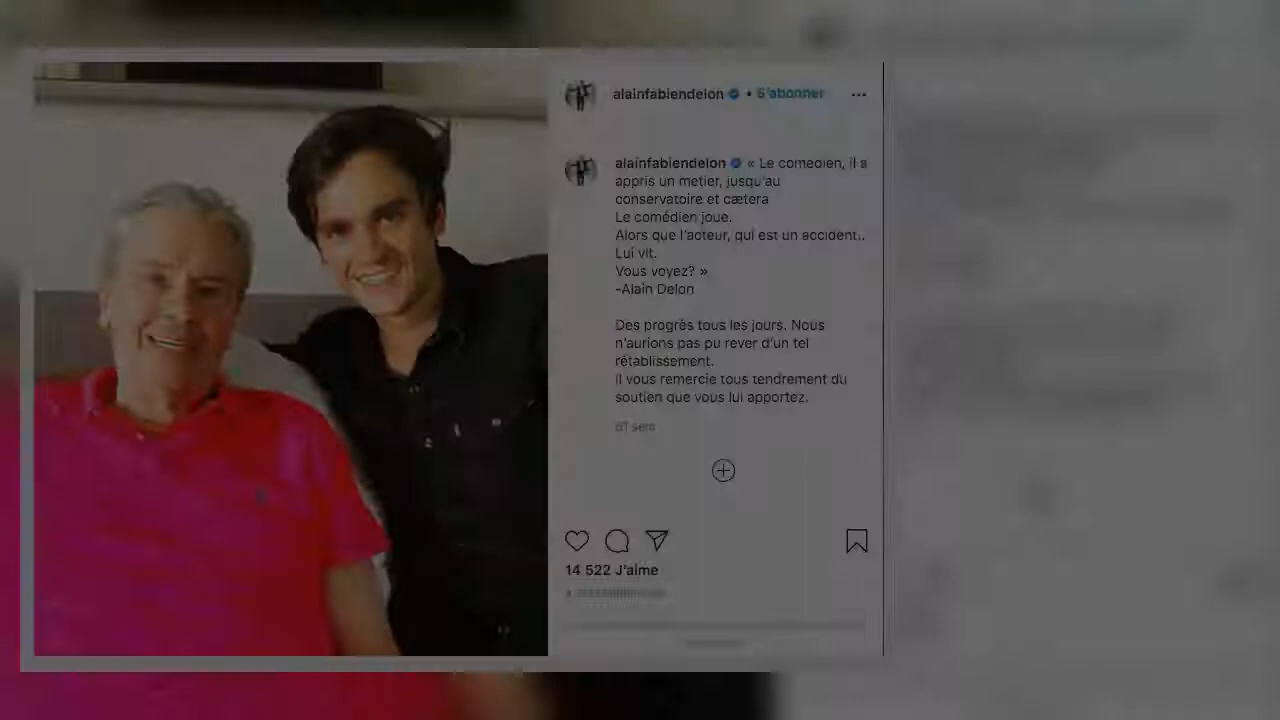 alainfabiendelon • S'abonner
alainfabiendelon « Le comedien, il a
appris un metier, jusqu'au
conservatoire et cætera
Le comédien joue.
Alors que l'acteur, qui est un accident..
Lui vit.
Vous voyez? »
-Alain Delon
Des progrès tous les jours. Nous
n'aurions pas pu rever d'un tel
rétablissement.
Il vous remercie tous tendrement du
soutien que vous lui apportez.
sem
14 522 J'aime